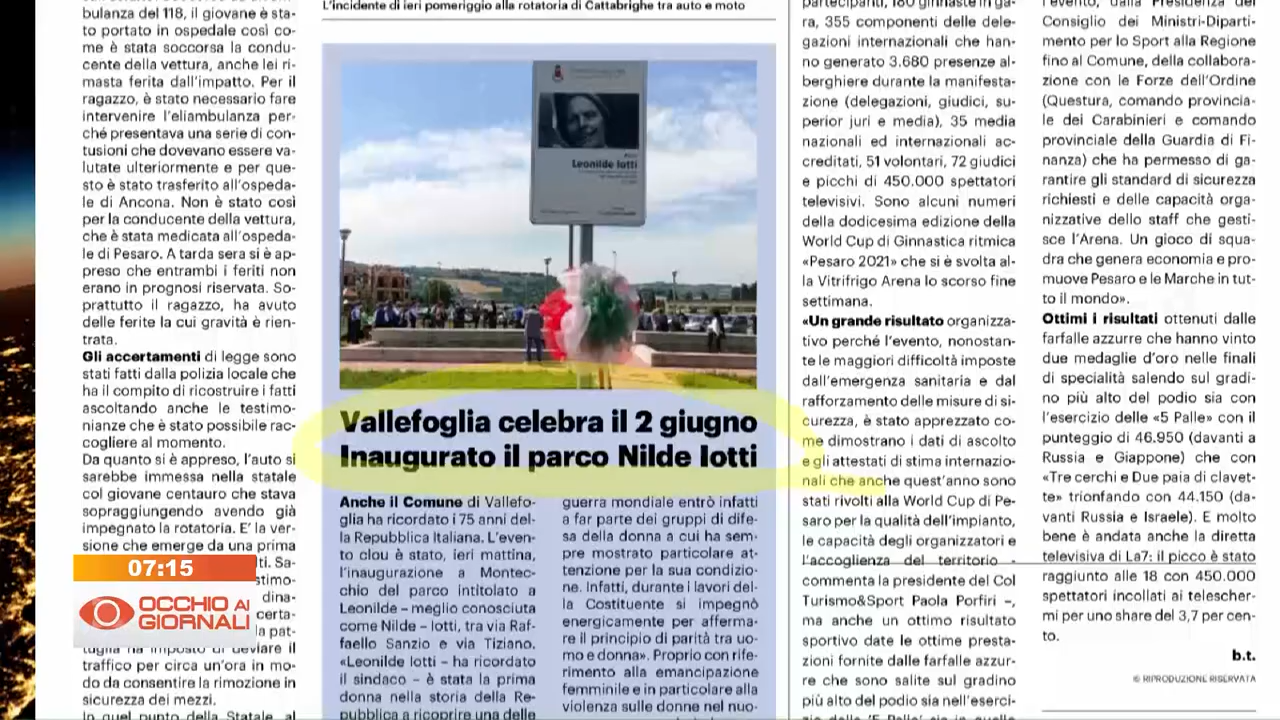 L'incidente di ieri pomeriggio alla rotatoria di Cattabrighe tra auto e moto
bulanza del 118, il giovane è sta-
to portato in ospedale così co-
me è stata soccorsa la condu-
cente della vettura, anche lei ri-
masta ferita dall'impatto. Per il
ragazzo, è stato necessario fare
intervenire l'eliambulanza per-
ché presentava una serie di con-
tusioni che dovevano essere va-
lutate ulteriormente e per que-
sto è stato trasferito all'ospeda-
le di Ancona. Non è stato così
per la conducente della vettura,
che è stata medicata all'ospeda-
le di Pesaro. A tarda sera si è ap-
preso che entrambi i feriti non
erano in prognosi riservata. So-
prattutto il ragazzo, ha avuto
delle ferite la cui gravità è rien-
trata.
Gli accertamenti di legge sono
stati fatti dalla polizia locale che
ha il compito di ricostruire i fatti
ascoltando anche le testimo-
nianze che è stato possibile rac-
cogliere al momento.
Da quanto si è appreso, l'auto si
sarebbe immessa nella statale
col giovane centauro che stava
sopraggiungendo avendo già
impegnato la rotatoria. E' la ver-
sione che emerge da una prima
ti. Sa-
stimo-
dina-
certa-
la pat-
tuglia ha imposto di deviare il
traffico per circa un'ora in mo-
do da consentire la rimozione in
sicurezza dei mezzi.
In quel punto della Statale, al
07:15
OCCHIO AI
GIORNALI
Leonilde Iotti
Vallefoglia celebra il 2 giugno
Inaugurato il parco Nilde Iotti
Anche il Comune di Vallefo-
glia ha ricordato i 75 anni del-
la Repubblica Italiana. L'even-
to clou è stato, ieri mattina,
l'inaugurazione a Montec-
chio del parco intitolato a
Leonilde – meglio conosciuta
come Nilde – Iotti, tra via Raf-
faello Sanzio e via Tiziano.
«Leonilde Iotti – ha ricordato
il sindaco – è stata la prima
donna nella storia della Re-
pubblica a ricoprire una delle
guerra mondiale entrò infatti
a far parte dei gruppi di dife-
sa della donna a cui ha sem-
pre mostrato particolare at-
tenzione per la sua condizio-
ne. Infatti, durante i lavori del-
la Costituente si impegnò
energicamente per afferma-
re il principio di parità tra uo-
mo e donna». Proprio con rife-
rimento alla emancipazione
femminile e in particolare alla
violenza sulle donne nel nuo-
partecipanti, 180 ginnaste in ga-
ra, 355 componenti delle dele-
gazioni internazionali che han-
no generato 3.680 presenze al-
berghiere durante la manifesta-
zione (delegazioni, giudici, su-
perior juri e media), 35 media
nazionali ed internazionali ac-
creditati, 51 volontari, 72 giudici
e picchi di 450.000 spettatori
televisivi. Sono alcuni numeri
della dodicesima edizione della
World Cup di Ginnastica ritmica
«Pesaro 2021» che si è svolta al-
la Vitrifrigo Arena lo scorso fine
settimana.
«Un grande risultato organizza-
tivo perché l'evento, nonostan-
te le maggiori difficoltà imposte
dall'emergenza sanitaria e dal
rafforzamento delle misure di si-
curezza, è stato apprezzato co-
me dimostrano i dati di ascolto
e gli attestati di stima internazio-
nali che anche quest'anno sono
stati rivolti alla World Cup di Pe-
saro per la qualità dell'impianto,
le capacità degli organizzatori e
l'accoglienza del territorio –
commenta la presidente del Col
Turismo&Sport Paola Porfiri –,
ma anche un ottimo risultato
sportivo date le ottime presta-
zioni fornite dalle farfalle azzur-
re che sono salite sul gradino
più alto del podio sia nell'eserci-
l'evento, dalla Presidenza del
Consiglio dei Ministri-Diparti-
mento per lo Sport alla Regione
fino al Comune, della collabora-
zione con le Forze dell'Ordine
(Questura, comando provincia-
le dei Carabinieri e comando
provinciale della Guardia di Fi-
nanza) che ha permesso di ga-
rantire gli standard di sicurezza
richiesti e delle capacità orga-
nizzative dello staff che gesti-
sce l'Arena. Un gioco di squa-
dra che genera economia e pro-
muove Pesaro e le Marche in tut-
to il mondo».
Ottimi i risultati ottenuti dalle
farfalle azzurre che hanno vinto
due medaglie d'oro nelle finali
di specialità salendo sul gradi-
no più alto del podio sia con
l'esercizio delle «5 Palle» con il
punteggio di 46.950 (davanti a
Russia e Giappone) che con
«Tre cerchi e Due paia di clavet-
te» trionfando con 44.150 (da-
vanti Russia e Israele). E molto
bene è andata anche la diretta
televisiva di La7: il picco è stato
raggiunto alle 18 con 450.000
spettatori incollati ai telescher-
mi per uno share del 3,7 per cen-
to.
b.t.
© RIPRODUZIONE RISERVATA